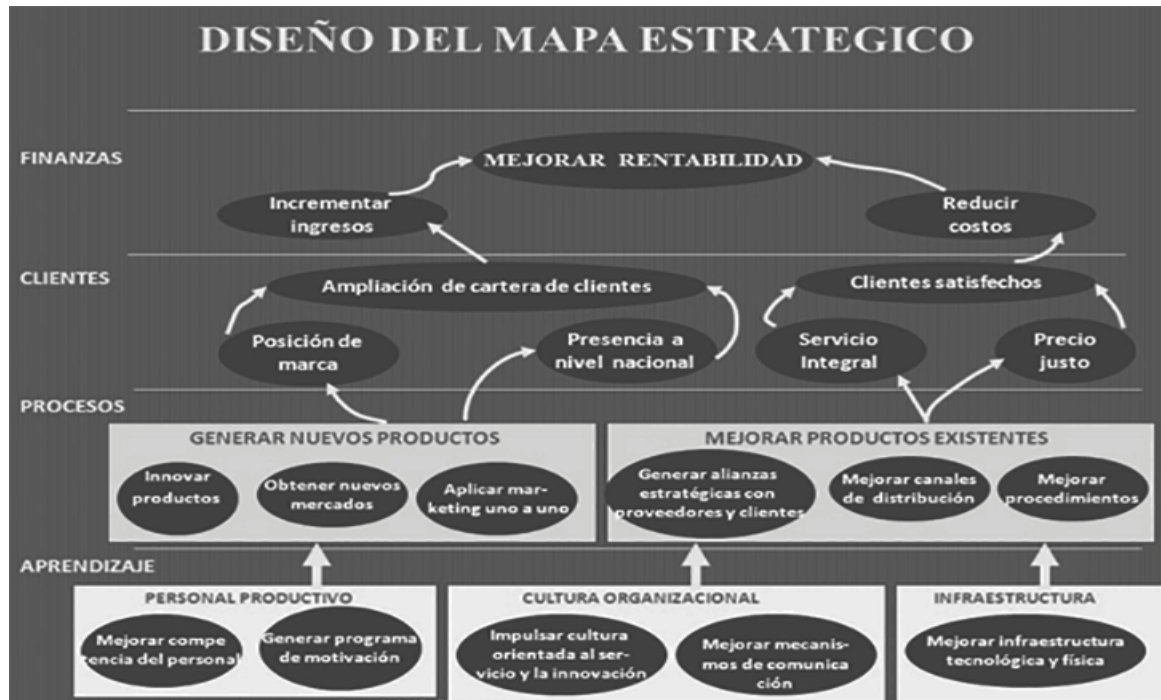 DISEÑO DEL MAPA ESTRATEGICO
FINANZAS
MEJORAR RENTABILIDAD
Incrementar
ingresos
Reducir
costos
CLIENTES
Ampliación de cartera de clientes
Clientes satisfechos
Posición de
marca
Presencia a
nivel nacional
Servicio
Integral
Precio
justo
PROCESOS
GENERAR NUEVOS PRODUCTOS
Innovar
productos
Obtener nuevos
mercados
Aplicar mar-
keting uno a uno
MEJORAR PRODUCTOS EXISTENTES
Generar alianzas
estratégicas con
proveedores y clientes
Mejorar canales
de distribución
Mejorar
procedimientos
APRENDIZAJE
PERSONAL PRODUCTIVO
Mejorar compe
tencia del personal
Generar programa
de motivación
CULTURA ORGANIZACIONAL
Impulsar cultura
orientada al ser-
vicio y la innovación
Mejorar mecanis-
mos de comunica
ción
INFRAESTRUCTURA
Mejorar infraestructura
tecnológica y física